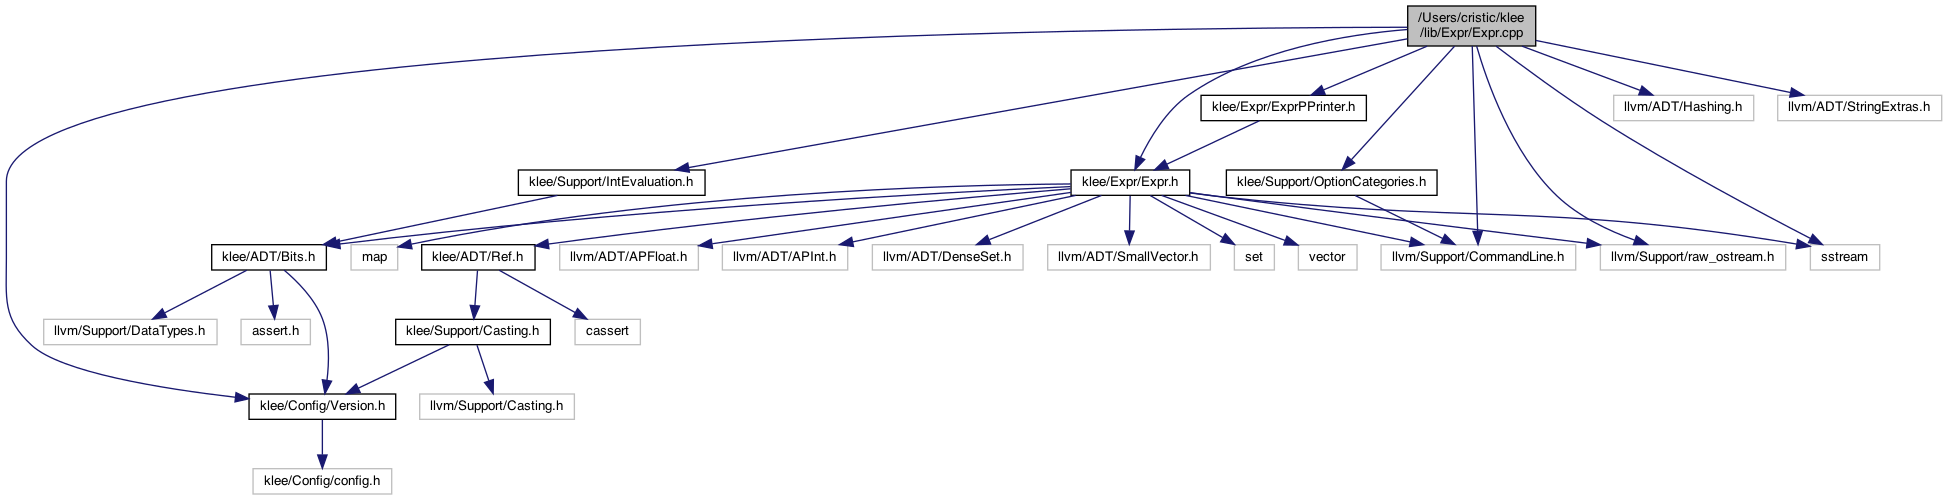 /Users/cristic/klee
/lib/Expr/Expr.cpp
klee/Expr/ExprPPrinter.h
llvm/ADT/Hashing.h
llvm/ADT/StringExtras.h
klee/Support/IntEvaluation.h
klee/Expr/Expr.h
klee/Support/OptionCategories.h
klee/ADT/Bits.h
map
klee/ADT/Ref.h
llvm/ADT/APFloat.h
llvm/ADT/APInt.h
llvm/ADT/DenseSet.h
llvm/ADT/SmallVector.h
set
vector
llvm/Support/CommandLine.h
llvm/Support/raw_ostream.h
sstream
llvm/Support/DataTypes.h
assert.h
klee/Support/Casting.h
cassert
klee/Config/Version.h
llvm/Support/Casting.h
klee/Config/config.h